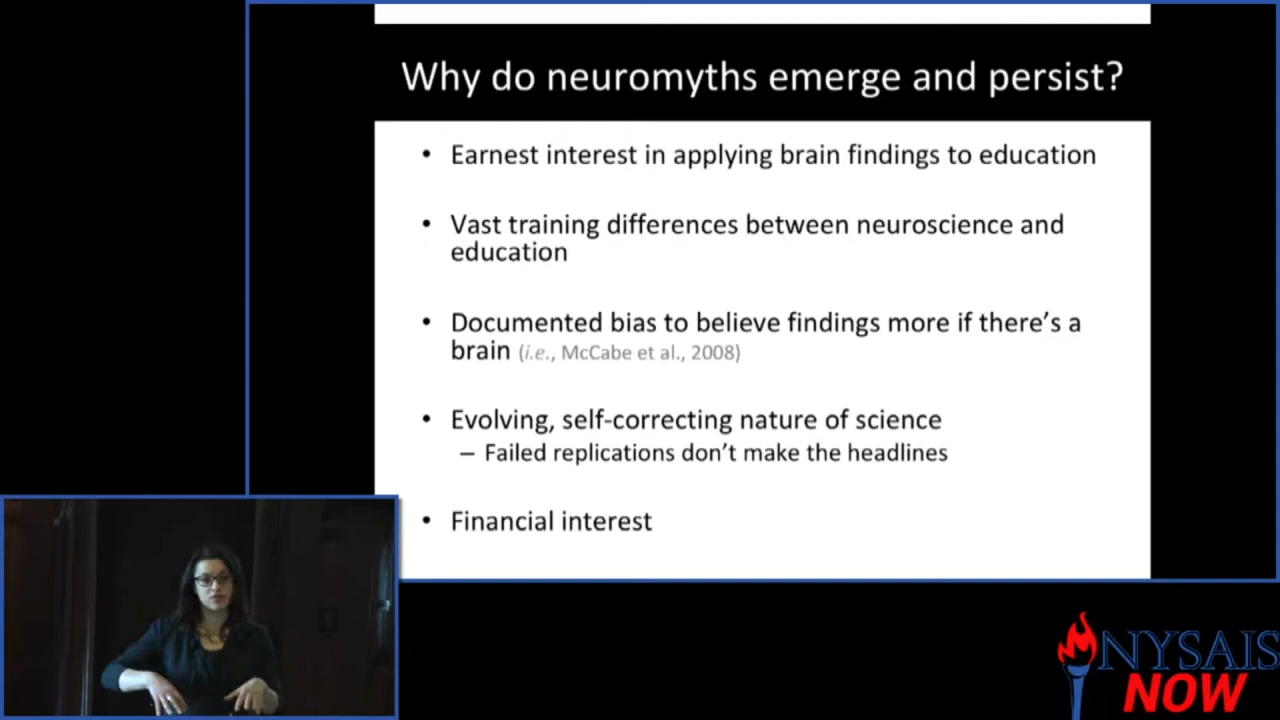 Why do neuromyths emerge and persist?
• Earnest interest in applying brain findings to education
• Vast training differences between neuroscience and
education
• Documented bias to believe findings more if there's a
brain (i.e., McCabe et al., 2008)
• Evolving, self-correcting nature of science
– Failed replications don't make the headlines
• Financial interest
NYSAIS
NOW